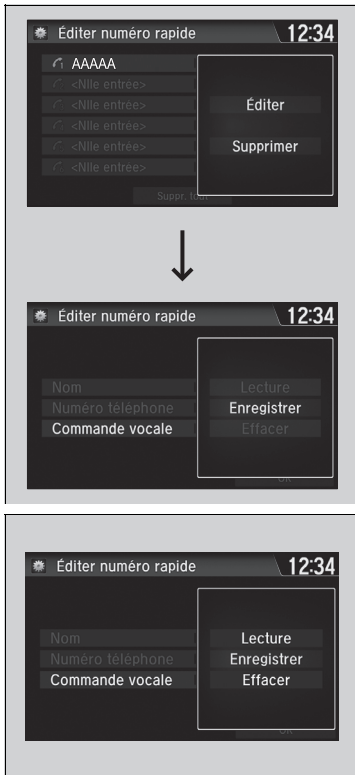 Éditer numéro rapide 12:34
AAAAA
<Nlle entrée>
<Nlle entrée>
<Nlle entrée>
<Nlle entrée>
<Nlle entrée>
Éditer
Supprimer
Suppr. tout
Éditer numéro rapide 12:34
Nom Lecture
Numéro téléphone Enregistrer
Commande vocale Effacer
OK
Éditer numéro rapide 12:34
Nom Lecture
Numéro téléphone Enregistrer
Commande vocale Effacer
OK